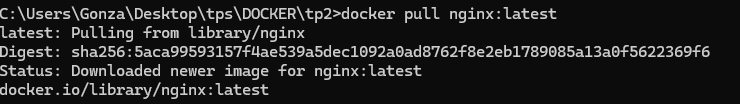 C:\Users\Gonza\Desktop\tps\DOCKER\tp2>docker pull nginx:latest
latest: Pulling from library/nginx
Digest: sha256:5aca99593157f4ae539a5dec1092a0ad8762f8e2eb1789085a13a0f5622369f6
Status: Downloaded newer image for nginx:latest
docker.io/library/nginx:latest